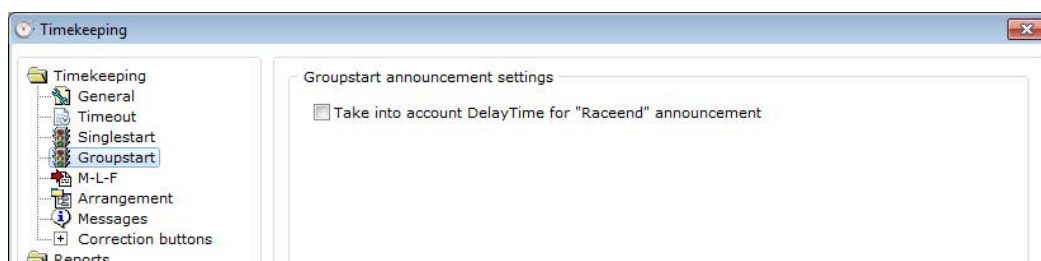 Timekeeping
Timekeeping
General
Timeout
Singlestart
Groupstart
M-L-F
Arrangement
Messages
Correction buttons
Reports
Groupstart announcement settings
Take into account DelayTime for "Raceend" announcement